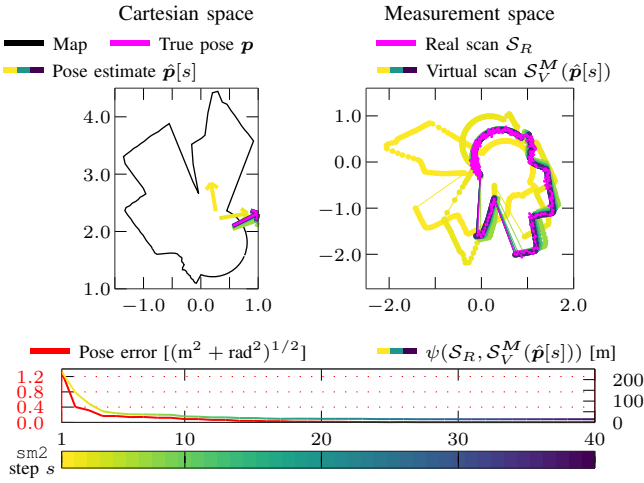 Cartesian space
Map True pose p
Pose estimate p̂[s]
4.0
3.0
2.0
1.0
−1.0 0.0 1.0
Measurement space
Real scan S_R
Virtual scan S_V^M(p̂[s])
1.0
0.0
−1.0
−2.0
−2.0 0.0 2.0
Pose error [(m² + rad²)^{1/2}]
ψ(S_R, S_V^M(p̂[s])) [m]
1.2
0.8
0.4
0.0
200
100
0
1 10 20 30 40
sm2
step s